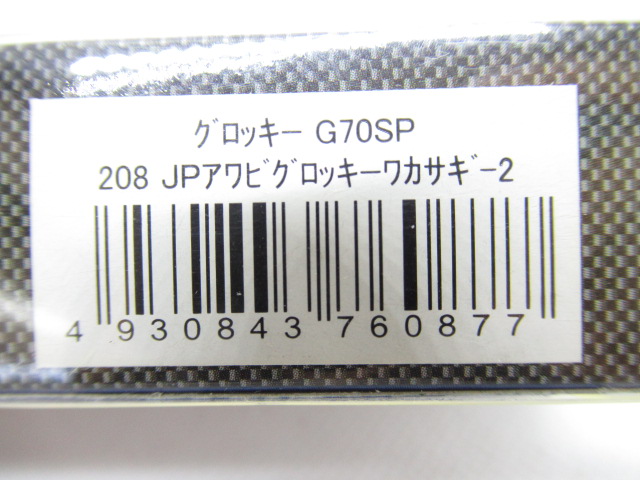 ｸﾞﾛｯｷｰ G70SP
208 JPｱﾜﾋﾞｸﾞﾛｯｷｰﾜｶｻｷﾞｰ2
4 930843 760877